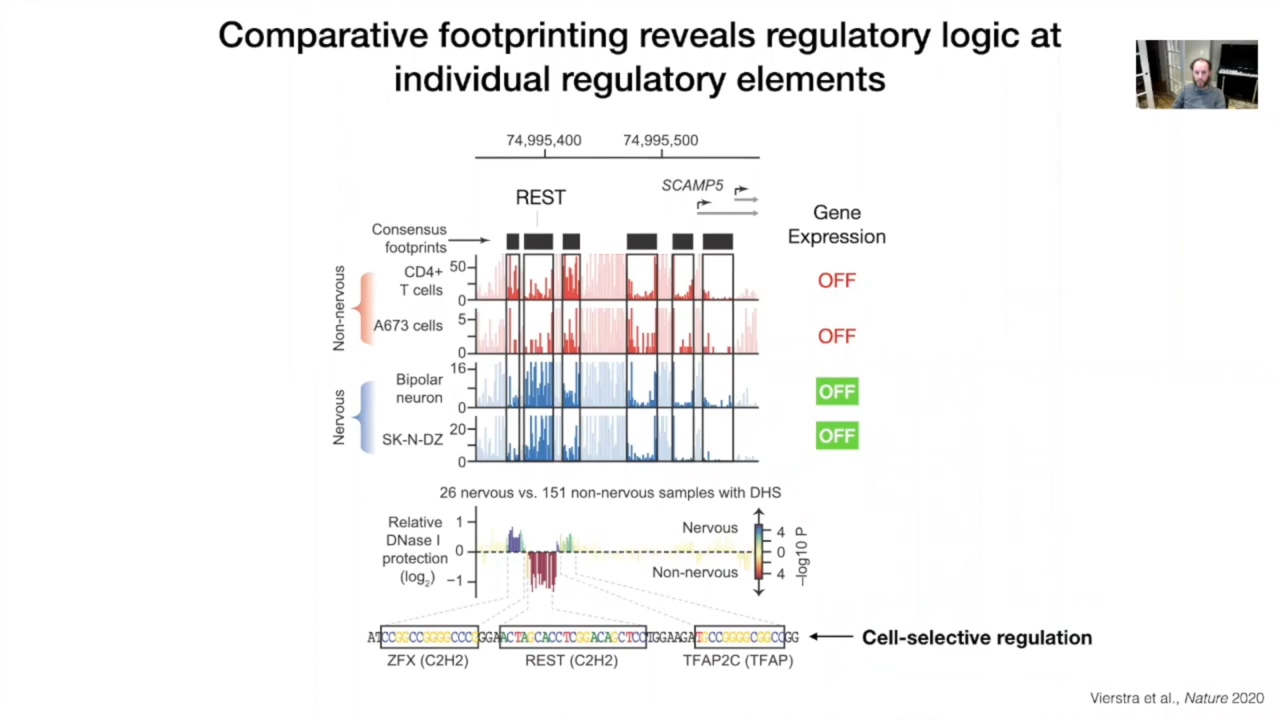 Comparative footprinting reveals regulatory logic at
individual regulatory elements
74,995,400
74,995,500
SCAMP5
REST
Gene
Expression
Consensus
footprints
Non-nervous
CD4+
T cells
50
25
0
OFF
A673 cells
5
0
OFF
Nervous
Bipolar
neuron
16
0
OFF
SK-N-DZ
20
0
OFF
26 nervous vs. 151 non-nervous samples with DHS
Relative
DNase I
protection
(log2)
1
0
−1
Nervous
Non-nervous
4
0
4
−log10 P
ATCCGGCCGGGGCCCGGGAACTAGCACCTCGGACAGCTCCTGGAAGATGCCGGGGCGGCCGG
Cell-selective regulation
ZFX (C2H2)
REST (C2H2)
TFAP2C (TFAP)
Vierstra et al., Nature 2020